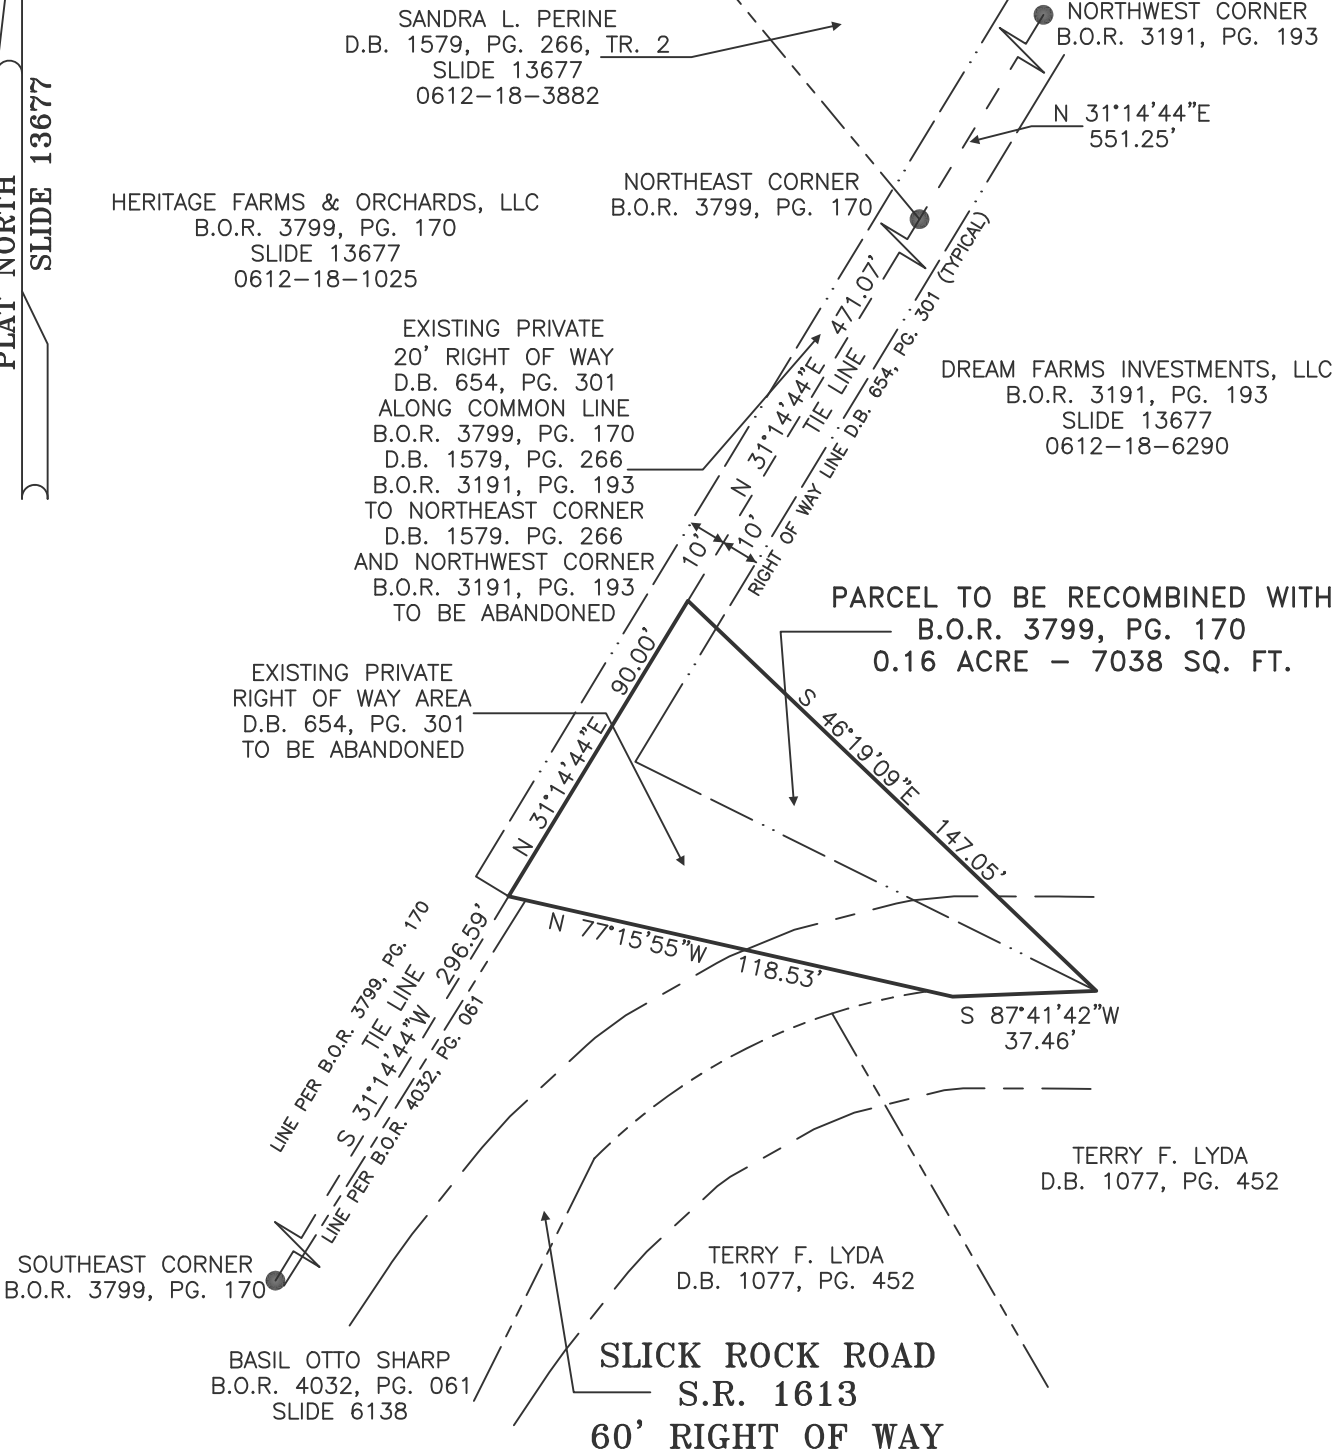 SANDRA L. PERINE
D.B. 1579, PG. 266, TR. 2
SLIDE 13677
0612-18-3882
NORTHWEST CORNER
B.O.R. 3191, PG. 193
N 31°14'44"E
551.25'
PLAT NORTH
SLIDE 13677
HERITAGE FARMS & ORCHARDS, LLC
B.O.R. 3799, PG. 170
SLIDE 13677
0612-18-1025
NORTHEAST CORNER
B.O.R. 3799, PG. 170
EXISTING PRIVATE
20' RIGHT OF WAY
D.B. 654, PG. 301
ALONG COMMON LINE
B.O.R. 3799, PG. 170
D.B. 1579, PG. 266
B.O.R. 3191, PG. 193
TO NORTHEAST CORNER
D.B. 1579. PG. 266
AND NORTHWEST CORNER
B.O.R. 3191, PG. 193
TO BE ABANDONED
N 31°14'44"E 471.07'
TIE LINE
RIGHT OF WAY LINE D.B. 654, PG. 301 (TYPICAL)
10'
10'
DREAM FARMS INVESTMENTS, LLC
B.O.R. 3191, PG. 193
SLIDE 13677
0612-18-6290
PARCEL TO BE RECOMBINED WITH
B.O.R. 3799, PG. 170
0.16 ACRE - 7038 SQ. FT.
EXISTING PRIVATE
RIGHT OF WAY AREA
D.B. 654, PG. 301
TO BE ABANDONED
N 31°14'44"E 90.00'
S 46°19'09"E 147.05'
N 77°15'55"W 118.53'
S 87°41'42"W
37.46'
LINE PER B.O.R. 3799, PG. 170
TIE LINE
S 31°14'44"W 296.59'
LINE PER B.O.R. 4032, PG. 061
SOUTHEAST CORNER
B.O.R. 3799, PG. 170
TERRY F. LYDA
D.B. 1077, PG. 452
TERRY F. LYDA
D.B. 1077, PG. 452
BASIL OTTO SHARP
B.O.R. 4032, PG. 061
SLIDE 6138
SLICK ROCK ROAD
S.R. 1613
60' RIGHT OF WAY